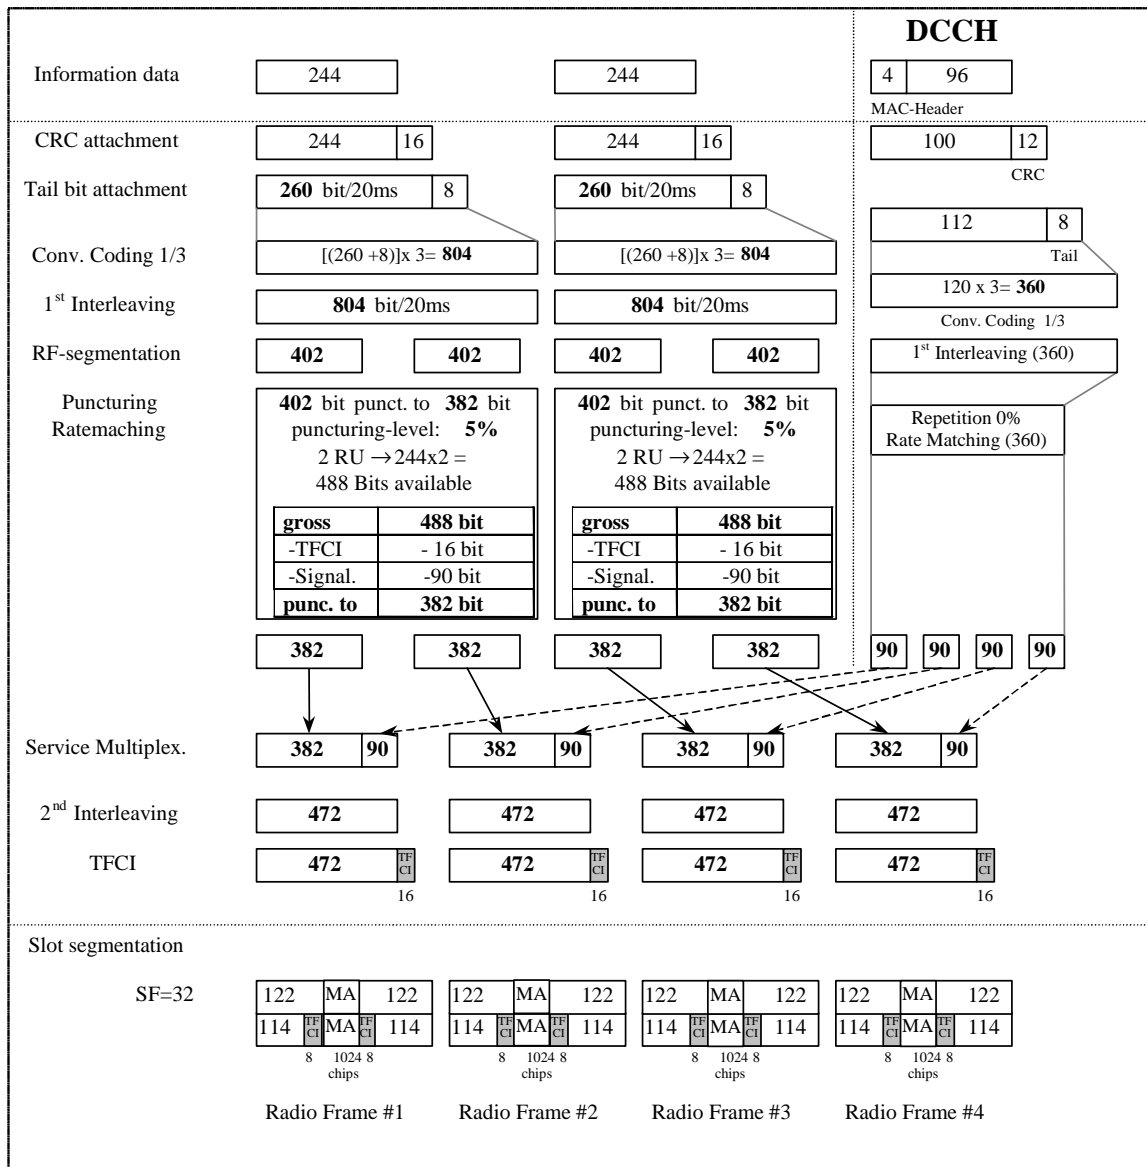 DCCH
Information data 244 244 4 96
MAC-Header
CRC attachment 244 16 244 16 100 12
CRC
Tail bit attachment 260 bit/20ms 8 260 bit/20ms 8
112 8
Tail
Conv. Coding 1/3 [(260 +8)]x 3= 804 [(260 +8)]x 3= 804
120 x 3= 360
1st Interleaving 804 bit/20ms 804 bit/20ms
Conv. Coding 1/3
RF-segmentation 402 402 402 402 1st Interleaving (360)
Puncturing 402 bit punct. to 382 bit 402 bit punct. to 382 bit
Ratemaching puncturing-level: 5% puncturing-level: 5%
Repetition 0%
Rate Matching (360)
2 RU →244x2 = 2 RU →244x2 =
488 Bits available 488 Bits available
gross 488 bit gross 488 bit
-TFCI - 16 bit -TFCI - 16 bit
-Signal. -90 bit -Signal. -90 bit
punc. to 382 bit punc. to 382 bit
382 382 382 382 90 90 90 90
Service Multiplex. 382 90 382 90 382 90 382 90
2nd Interleaving 472 472 472 472
TFCI 472 TF CI 472 TF CI 472 TF CI 472 TF CI
16 16 16 16
Slot segmentation
SF=32 122 MA 122 122 MA 122 122 MA 122 122 MA 122
114 TF CI MA TF CI 114 114 TF CI MA TF CI 114 114 TF CI MA TF CI 114 114 TF CI MA TF CI 114
8 1024 8 8 1024 8 8 1024 8 8 1024 8
chips chips chips chips
Radio Frame #1 Radio Frame #2 Radio Frame #3 Radio Frame #4